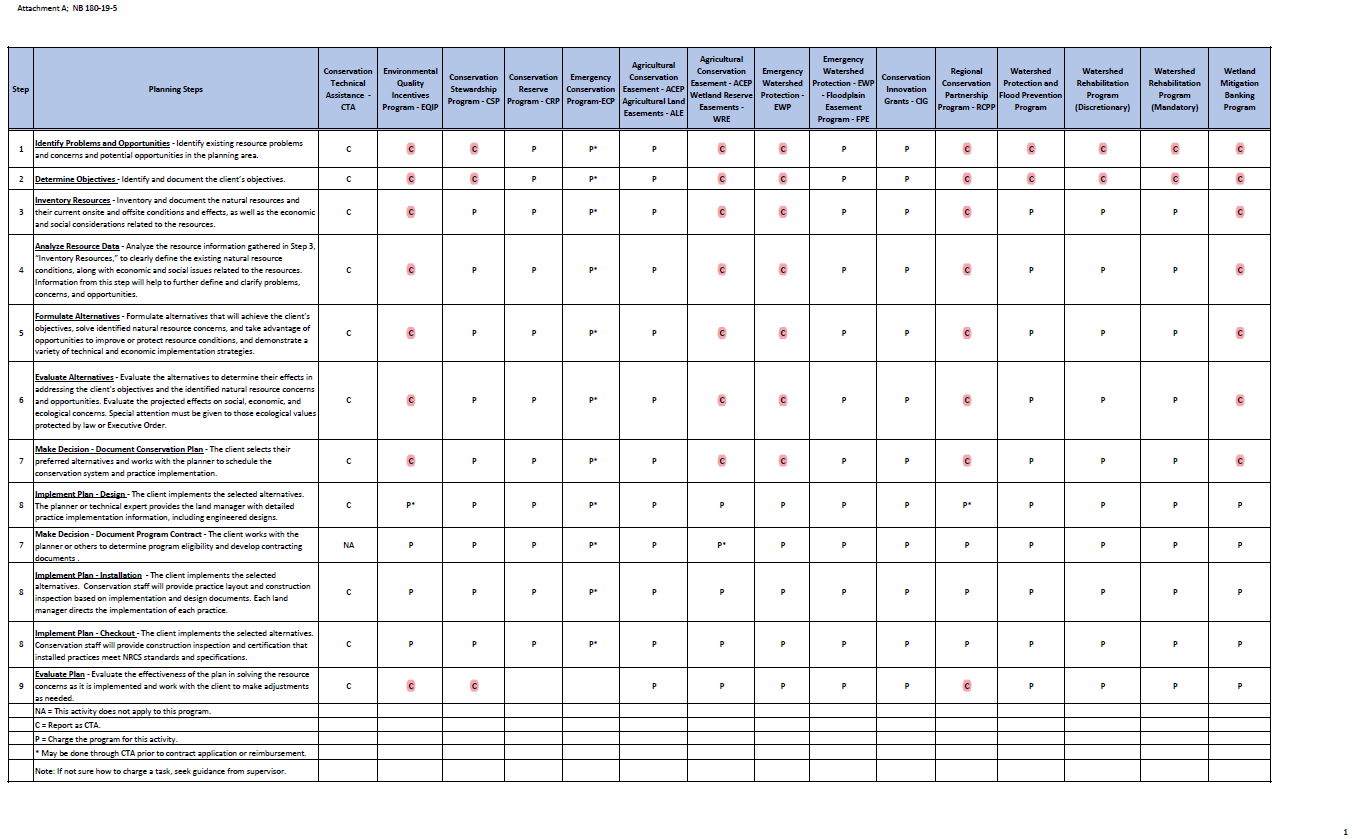 Attachment A; NB 180-19-5
Step
Planning Steps
Conservation
Technical
Assistance -
CTA
Environmental
Quality
Incentives
Program - EQIP
Conservation
Stewardship
Program - CSP
Conservation
Reserve
Program - CRP
Emergency
Conservation
Program-ECP
Agricultural
Conservation
Easement - ACEP
Agricultural Land
Easements - ALE
Agricultural
Conservation
Easement - ACEP
Wetland Reserve
Easements -
WRE
Emergency
Watershed
Protection -
EWP
Emergency
Watershed
Protection - EWP
- Floodplain
Easement
Program - FPE
Conservation
Innovation
Grants - CIG
Regional
Conservation
Partnership
Program - RCPP
Watershed
Protection and
Flood Prevention
Program
Watershed
Rehabilitation
Program
(Discretionary)
Watershed
Rehabilitation
Program
(Mandatory)
Wetland
Mitigation
Banking
Program
1
Identify Problems and Opportunities - Identify existing resource problems
and concerns and potential opportunities in the planning area.
C C C P P* P C C P P C C C C C
2 Determine Objectives - Identify and document the client's objectives. C C C P P* P C C P P C C C C C
3
Inventory Resources - Inventory and document the natural resources and
their current onsite and offsite conditions and effects, as well as the economic
and social considerations related to the resources.
C C P P P* P C C P P C P P P C
4
Analyze Resource Data - Analyze the resource information gathered in Step 3,
"Inventory Resources," to clearly define the existing natural resource
conditions, along with economic and social issues related to the resources.
Information from this step will help to further define and clarify problems,
concerns, and opportunities.
C C P P P* P C C P P C P P P C
5
Formulate Alternatives - Formulate alternatives that will achieve the client's
objectives, solve identified natural resource concerns, and take advantage of
opportunities to improve or protect resource conditions, and demonstrate a
variety of technical and economic implementation strategies.
C C P P P* P C C P P C P P P C
6
Evaluate Alternatives - Evaluate the alternatives to determine their effects in
addressing the client's objectives and the identified natural resource concerns
and opportunities. Evaluate the projected effects on social, economic, and
ecological concerns. Special attention must be given to those ecological values
protected by law or Executive Order.
C C P P P* P C C P P C P P P C
7
Make Decision - Document Conservation Plan - The client selects their
preferred alternatives and works with the planner to schedule the
conservation system and practice implementation.
C C P P P* P C C P P C P P P C
8
Implement Plan - Design - The client implements the selected alternatives.
The planner or technical expert provides the land manager with detailed
practice implementation information, including engineered designs.
C P* P P P* P P P P P P* P P P P
7
Make Decision - Document Program Contract - The client works with the
planner or others to determine program eligibility and develop contracting
documents .
NA P P P P* P P* P P P P P P P P
8
Implement Plan - Installation - The client implements the selected
alternatives. Conservation staff will provide practice layout and construction
inspection based on implementation and design documents. Each land
manager directs the implementation of each practice.
C P P P P* P P P P P P P P P P
8
Implement Plan - Checkout - The client implements the selected alternatives.
Conservation staff will provide construction inspection and certification that
installed practices meet NRCS standards and specifications.
C P P P P* P P P P P P P P P P
9
Evaluate Plan - Evaluate the effectiveness of the plan in solving the resource
concerns as it is implemented and work with the client to make adjustments
as needed.
C C C P P P P P C P P P P
NA = This activity does not apply to this program.
C = Report as CTA.
P = Charge the program for this activity.
* May be done through CTA prior to contract application or reimbursement.
Note: If not sure how to charge a task, seek guidance from supervisor.
1